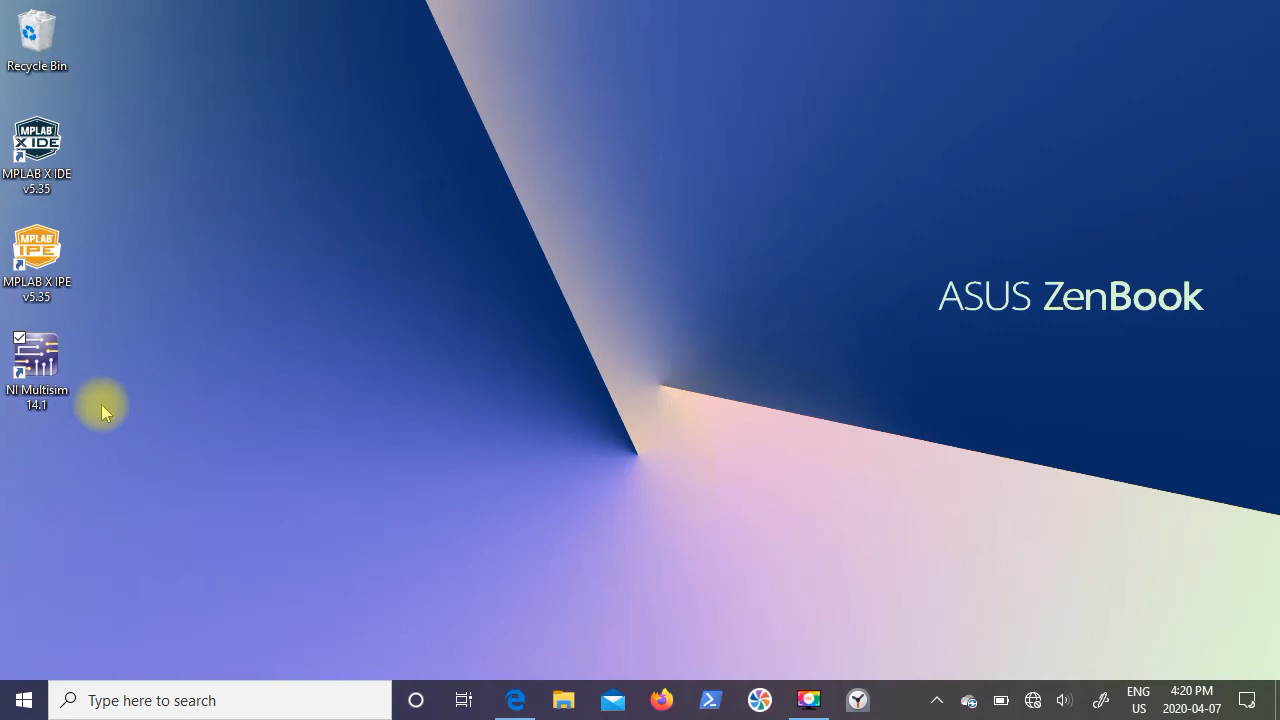 Recycle Bin
MPLAB
X IDE
MPLAB X IDE
v5.35
MPLAB
IPE
MPLAB X IPE
v5.35
NI Multisim
14.1
ASUS ZenBook
Type here to search
ENG
US
4:20 PM
2020-04-07